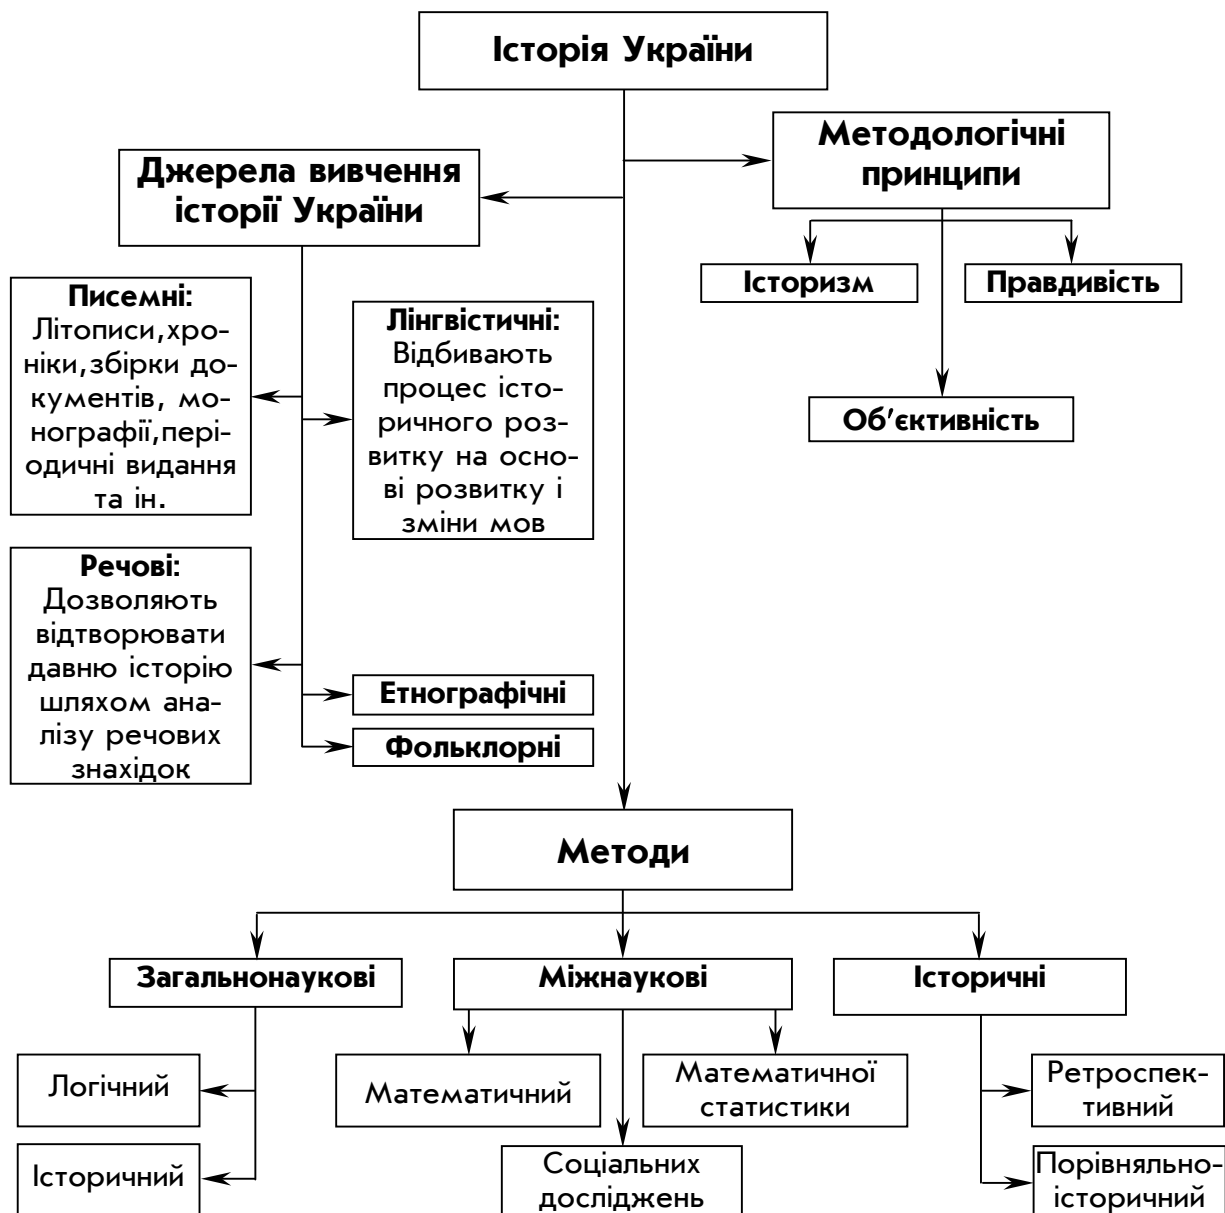 Історія України
Методологічні
принципи
Джерела вивчення
історії України
Історизм
Правдивість
Об’єктивність
Писемні:
Літописи,хро-
ніки,збірки до-
кументів, мо-
нографії,пері-
одичні видання
та ін.
Лінгвістичні:
Відбивають
процес істо-
ричного роз-
витку на осно-
ві розвитку і
зміни мов
Речові:
Дозволяють
відтворювати
давню історію
шляхом ана-
лізу речових
знахідок
Етнографічні
Фольклорні
Методи
Загальнонаукові
Міжнаукові
Історичні
Логічний
Історичний
Математичний
Соціальних
досліджень
Математичної
статистики
Ретроспек-
тивний
Порівняльно-
історичний